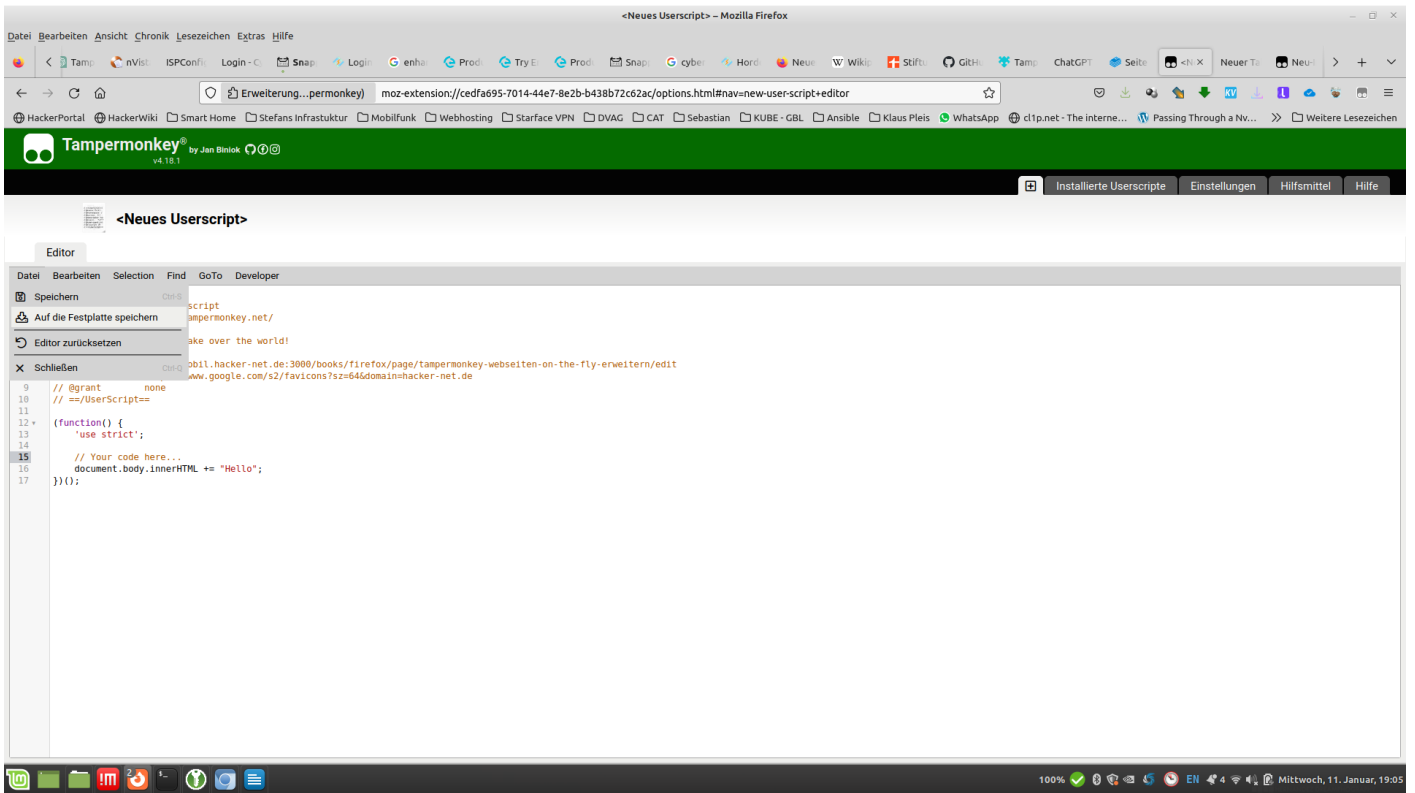 <Neues Userscript> – Mozilla Firefox
Datei Bearbeiten Ansicht Chronik Lesezeichen Extras Hilfe
Tamp nVist ISPConfi Login - C Snap Login enha Prod Try E Prod Snap cyber Hord Neue Wikip Stiftu GitHu Tamp ChatGPT Seite <N Neuer Ta Neu-
Erweiterung...permonkey) moz-extension://cedfa695-7014-44e7-8e2b-b438b72c62ac/options.html#nav=new-user-script+editor
HackerPortal HackerWiki Smart Home Stefans Infrastuktur Mobilfunk Webhosting Starface VPN DVAG CAT Sebastian KUBE - GBL Ansible Klaus Pleis WhatsApp cl1p.net - The interne... Passing Through a Nv... Weitere Lesezeichen
Tampermonkey® by Jan Biniok
v4.18.1
Installierte Userscripte Einstellungen Hilfsmittel Hilfe
<Neues Userscript>
Editor
Datei Bearbeiten Selection Find GoTo Developer
Speichern Ctrl-S
script
Auf die Festplatte speichern ampermonkey.net/
Editor zurücksetzen ake over the world!
obil.hacker-net.de:3000/books/firefox/page/tampermonkey-webseiten-on-the-fly-erweitern/edit
Schließen Ctrl-Q www.google.com/s2/favicons?sz=64&domain=hacker-net.de
9 // @grant none
10 // ==/UserScript==
11
12 (function() {
13 'use strict';
14
15 // Your code here...
16 document.body.innerHTML += "Hello";
17 })();
100% EN 4 Mittwoch, 11. Januar, 19:05